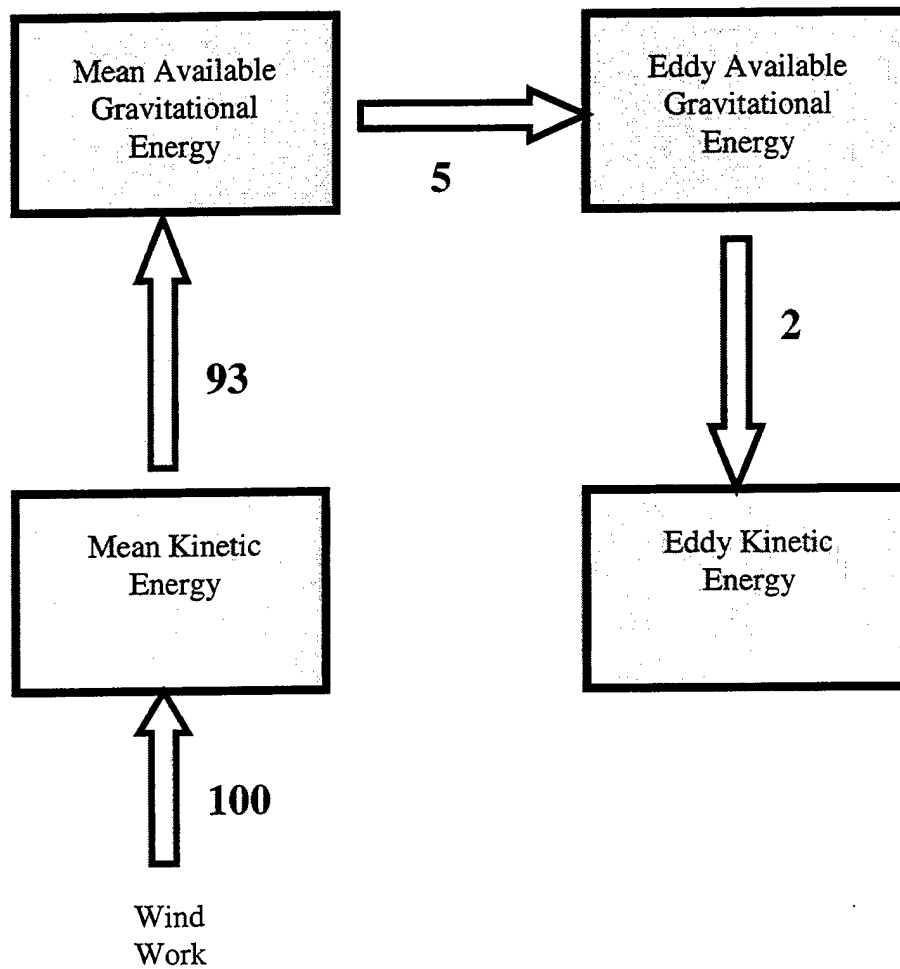 Mean Available
Gravitational
Energy
Eddy Available
Gravitational
Energy
5
2
93
Mean Kinetic
Energy
Eddy Kinetic
Energy
100
Wind
Work